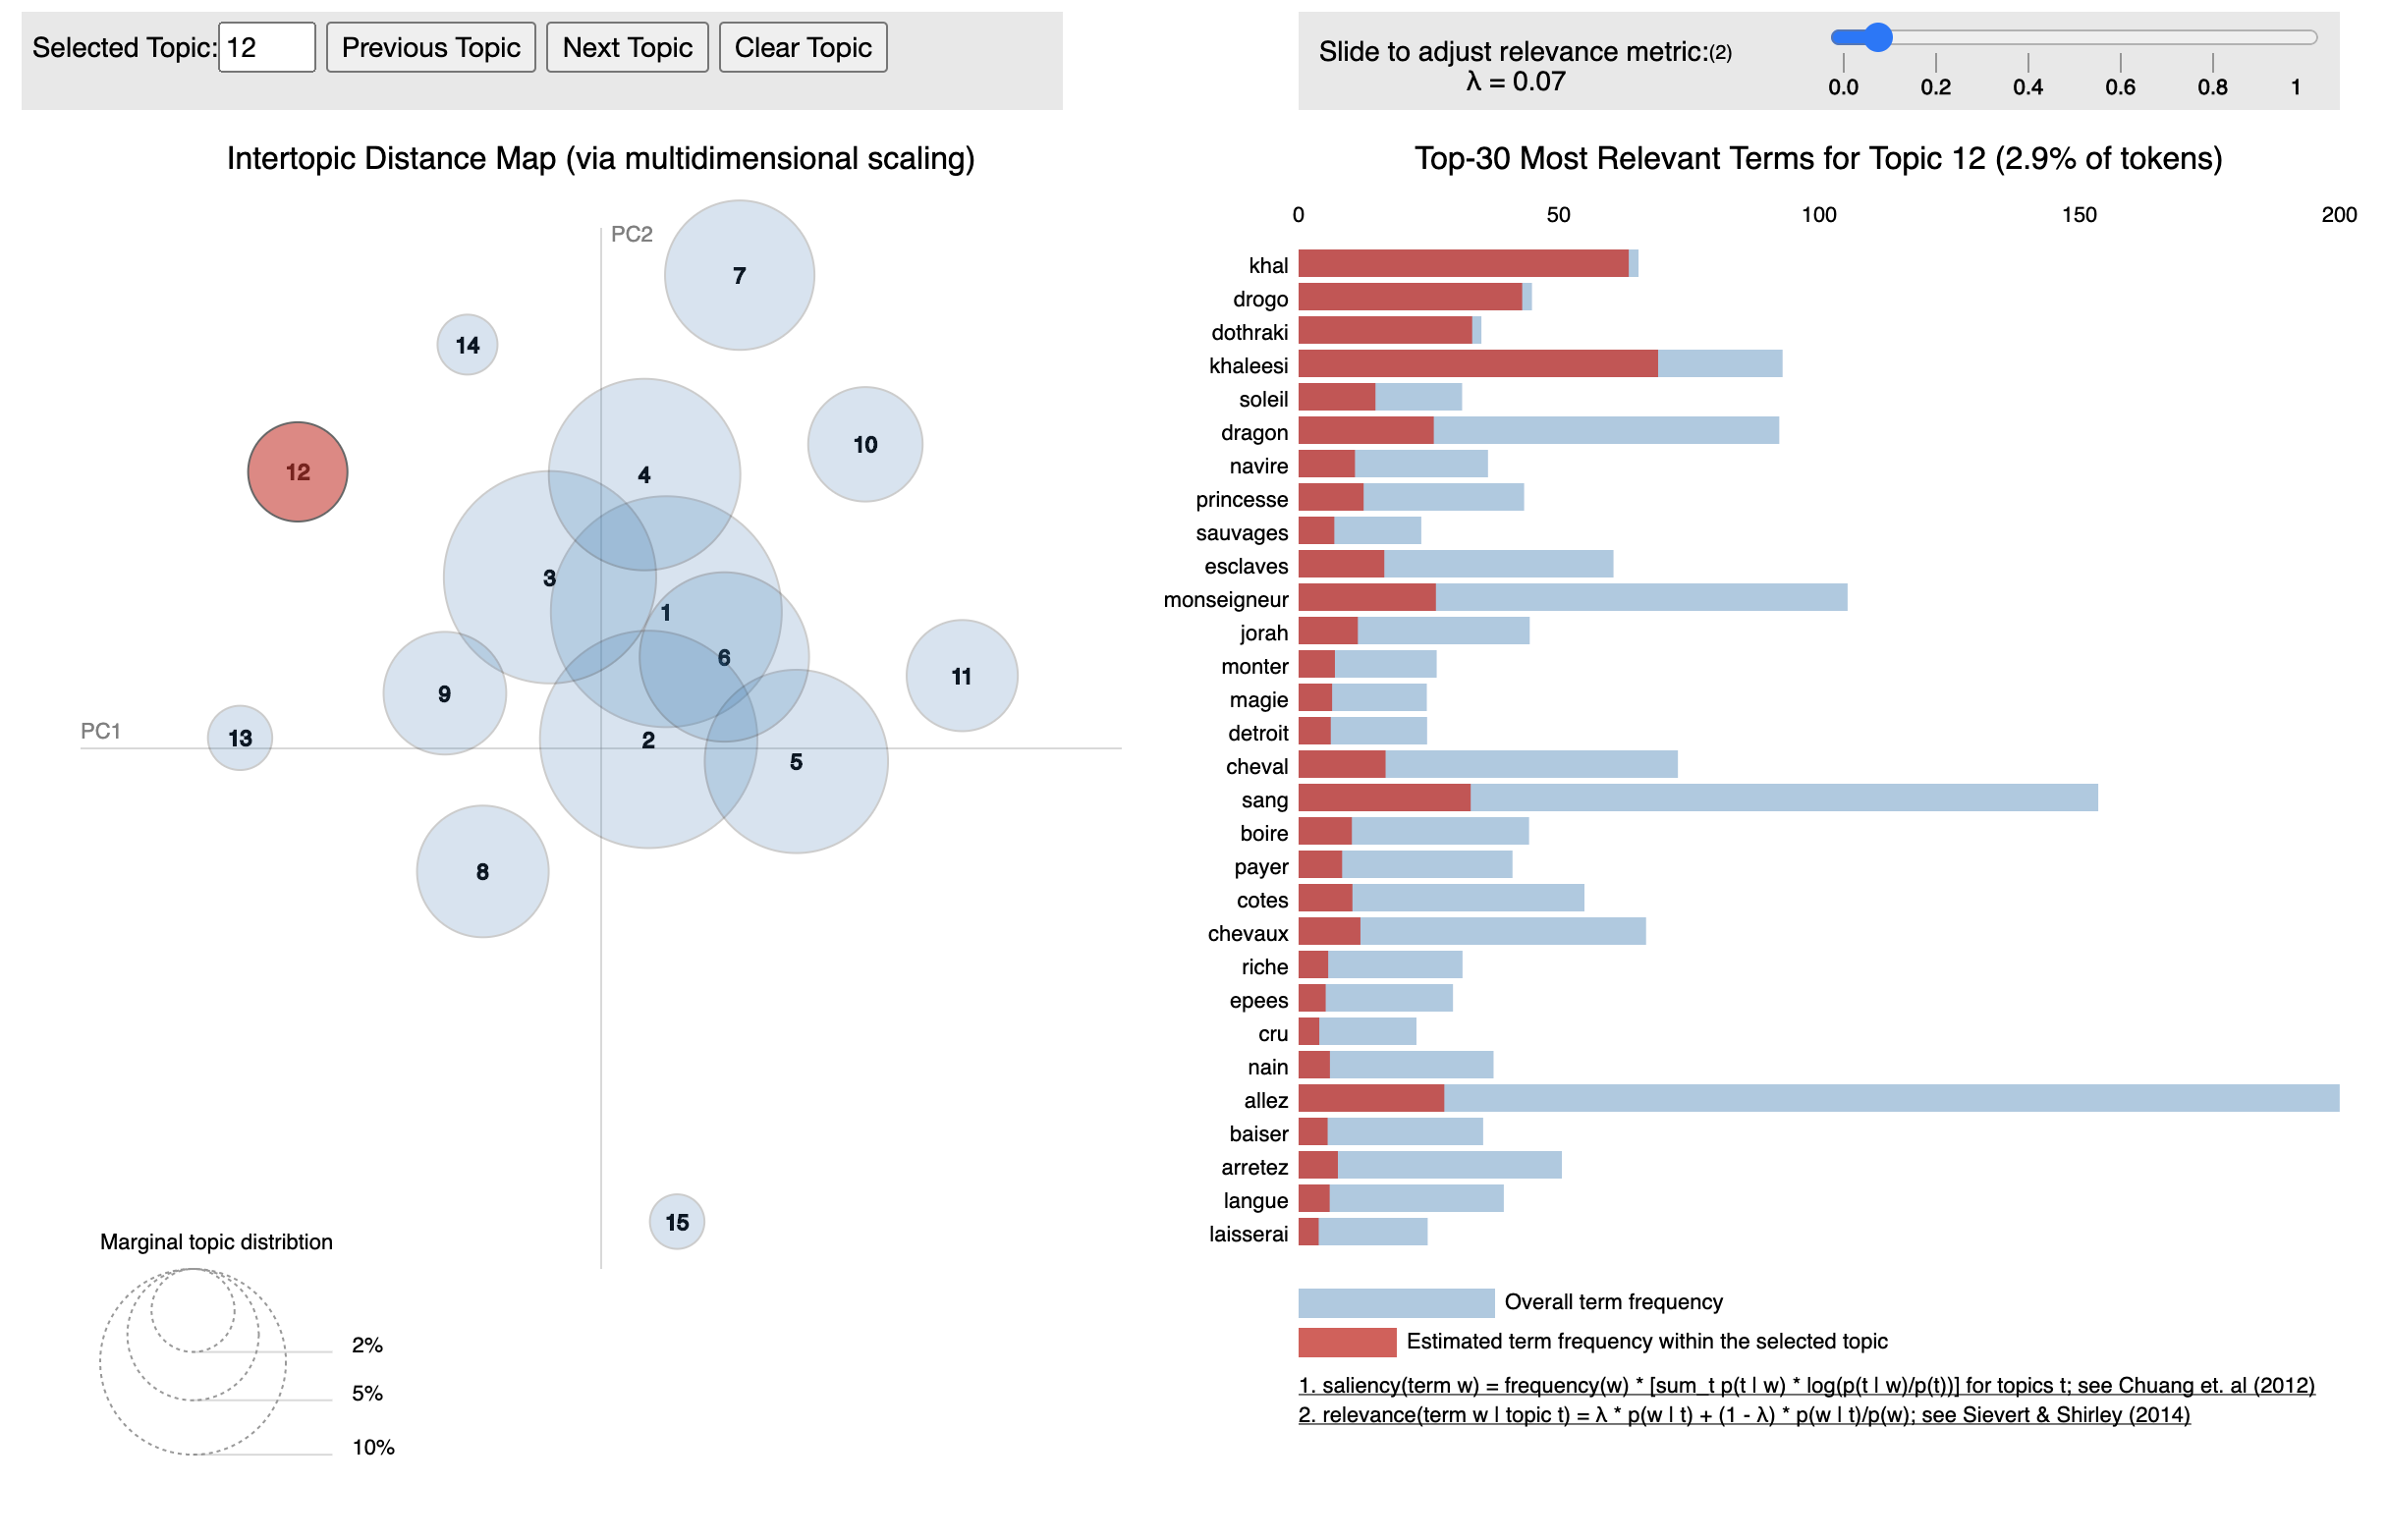 Selected Topic: 12 Previous Topic Next Topic Clear Topic
Slide to adjust relevance metric:(2)
λ = 0.07
0.0 0.2 0.4 0.6 0.8 1
Intertopic Distance Map (via multidimensional scaling)
PC2
7
14
10
12
4
3
1
6
11
9
13
PC1
2
5
8
15
Marginal topic distribtion
2%
5%
10%
Top-30 Most Relevant Terms for Topic 12 (2.9% of tokens)
0 50 100 150 200
khal
drogo
dothraki
khaleesi
soleil
dragon
navire
princesse
sauvages
esclaves
monseigneur
jorah
monter
magie
detroit
cheval
sang
boire
payer
cotes
chevaux
riche
epees
cru
nain
allez
baiser
arretez
langue
laisserai
Overall term frequency
Estimated term frequency within the selected topic
1. saliency(term w) = frequency(w) * [sum_t p(t | w) * log(p(t | w)/p(t))] for topics t; see Chuang et. al (2012)
2. relevance(term w | topic t) = λ * p(w | t) + (1 - λ) * p(w | t)/p(w); see Sievert & Shirley (2014)